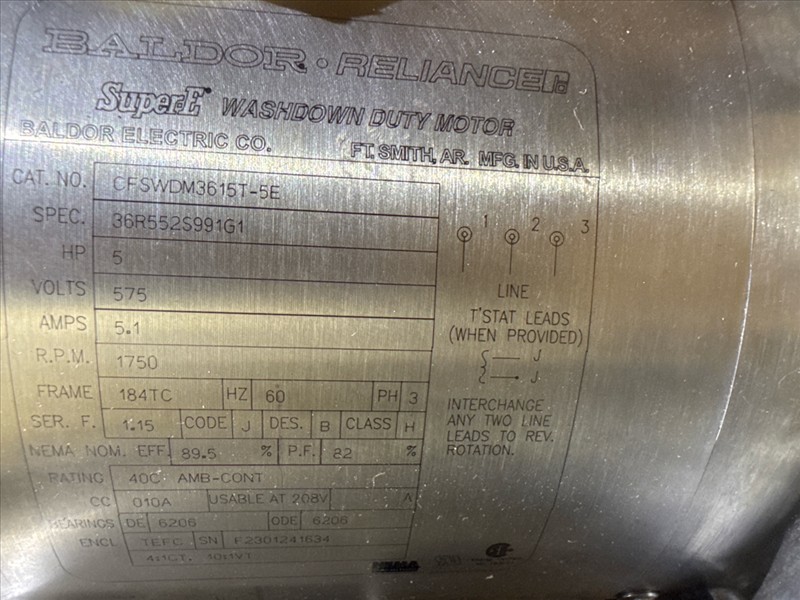 BALDOR • RELIANCE
Super-E WASHDOWN DUTY MOTOR
BALDOR ELECTRIC CO. FT. SMITH, AR. MFG. IN U.S.A.
CAT. NO. CFSWDM3615T-5E
SPEC. 36R552S991G1
HP 5
VOLTS 575
AMPS 5.1
R.P.M. 1750
FRAME 184TC HZ 60 PH 3
SER. F. 1.15 CODE J DES. B CLASS H
NEMA NOM. EFF. 89.5 % P.F. 82 %
RATING 40C AMB-CONT
CC 010A USABLE AT 208V A
BEARINGS DE 6206 ODE 6206
ENCL TEFC SN F2301241634
1 2 3
LINE
T'STAT LEADS
(WHEN PROVIDED)
J
J
INTERCHANGE
ANY TWO LINE
LEADS TO REV.
ROTATION.
NEMA